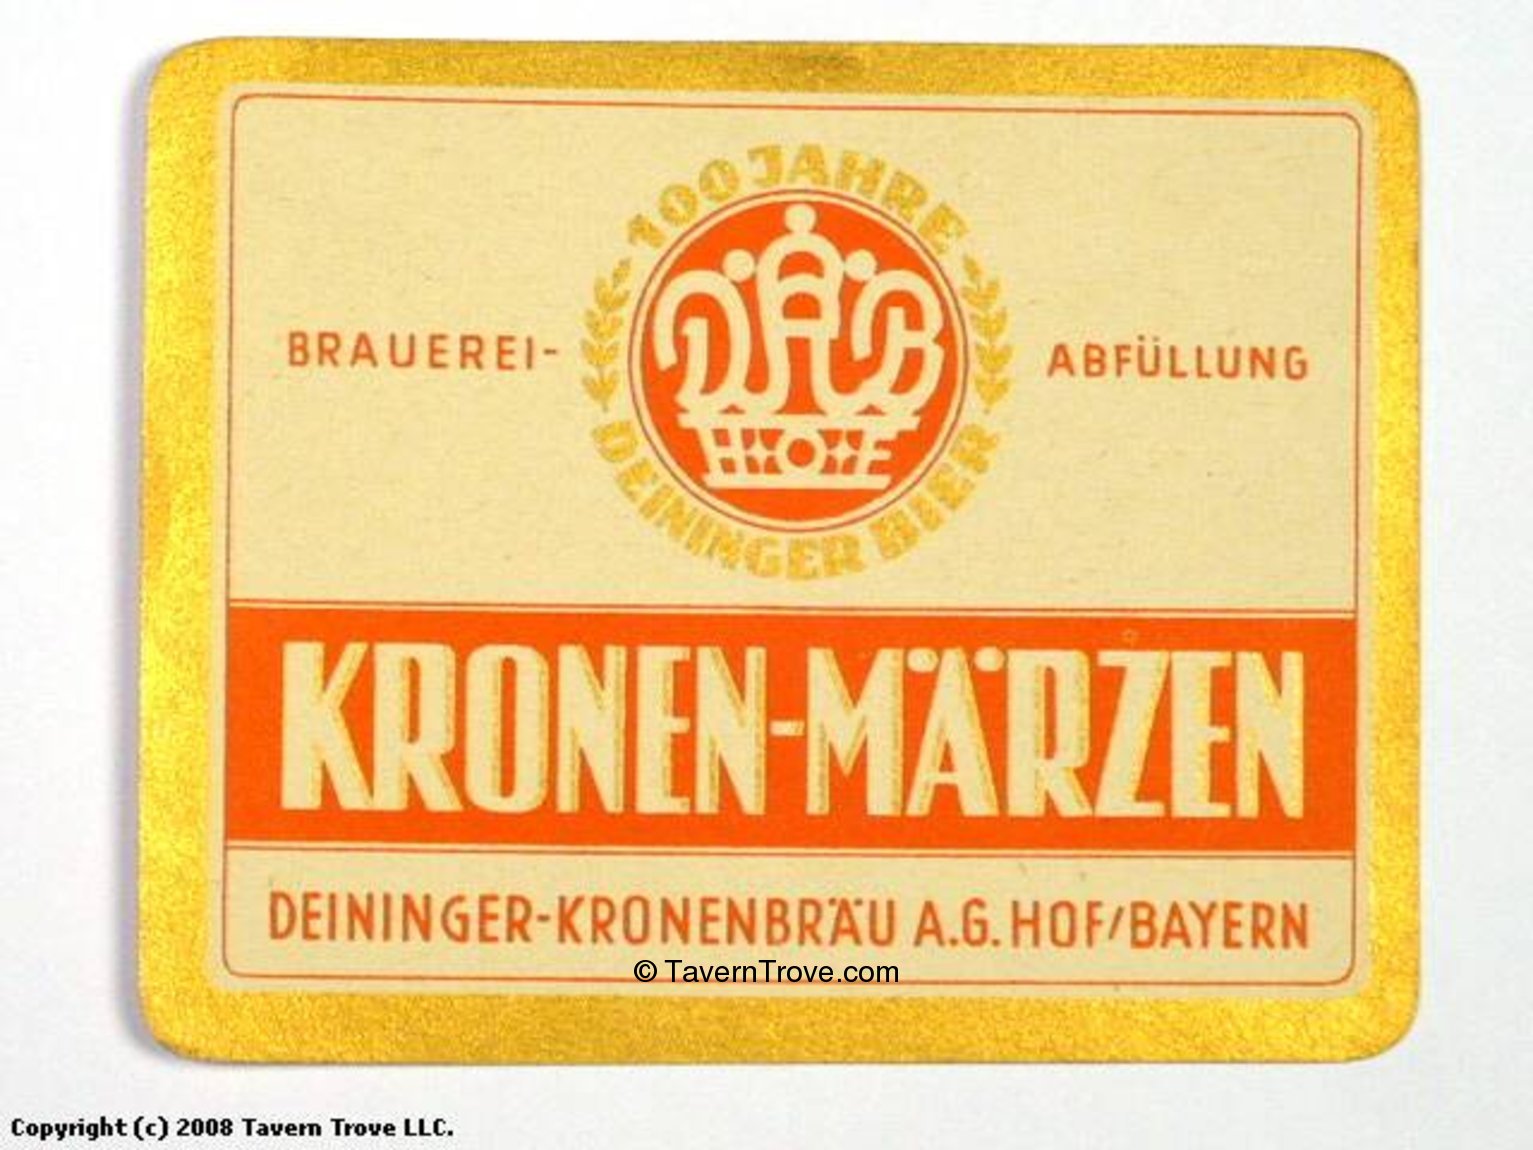 100 JAHRE
BRAUEREI-
DKB
HOF
ABFÜLLUNG
DEININGER BIER
KRONEN-MÄRZEN
DEININGER-KRONENBRÄU A.G. HOF/BAYERN
© TavernTrove.com
Copyright (c) 2008 Tavern Trove LLC.